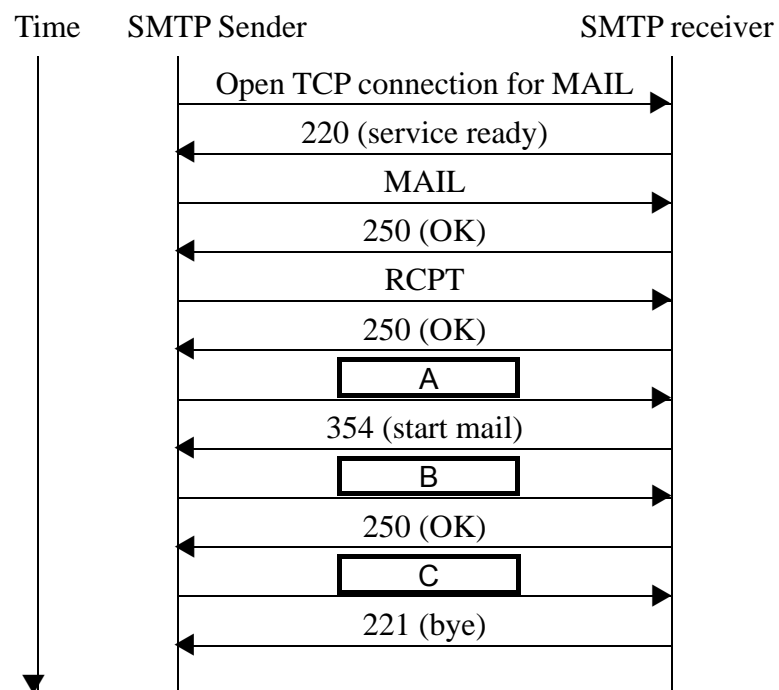 Time SMTP Sender SMTP receiver
Open TCP connection for MAIL
220 (service ready)
MAIL
250 (OK)
RCPT
250 (OK)
A
354 (start mail)
B
250 (OK)
C
221 (bye)